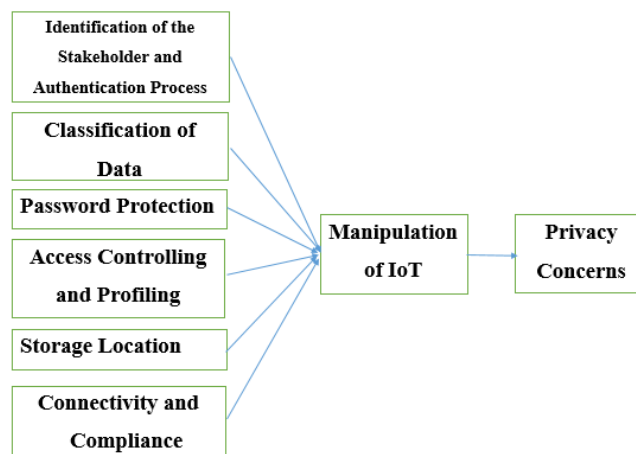 Identification of the
Stakeholder and
Authentication Process
Classification of
Data
Password Protection
Access Controlling
and Profiling
Storage Location
Connectivity and
Compliance
Manipulation
of IoT
Privacy
Concerns